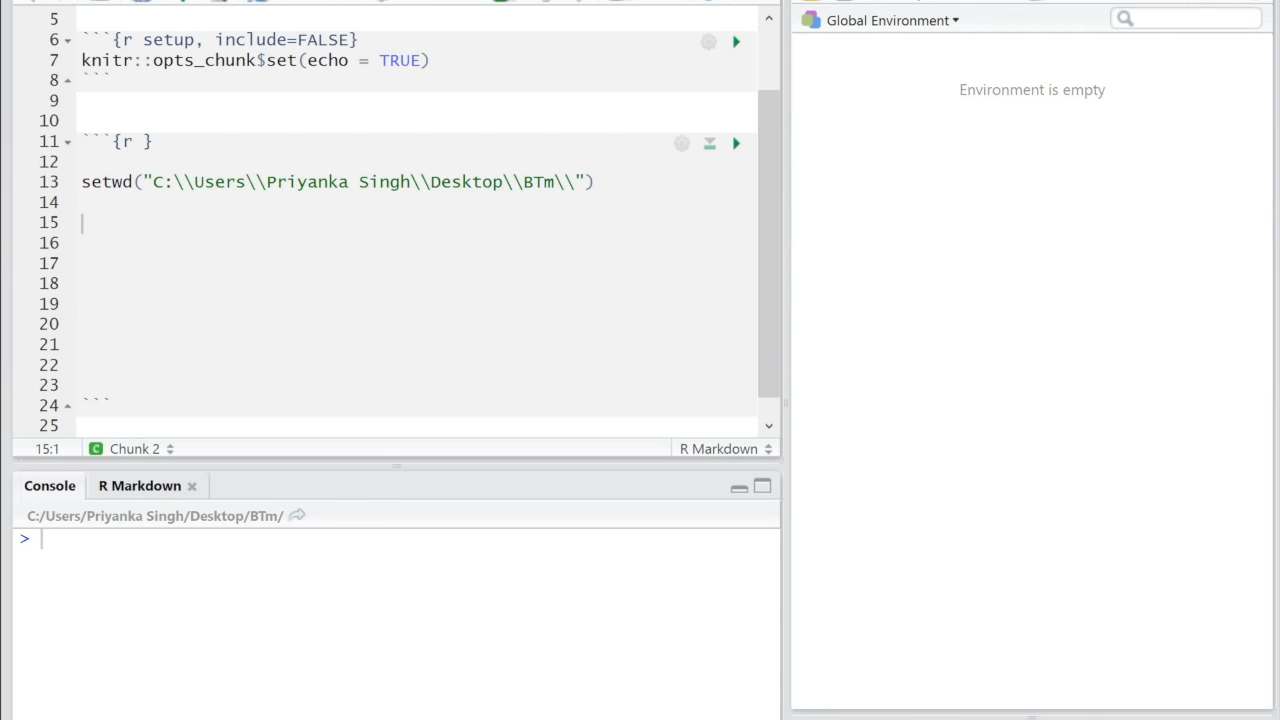 5
6 ```{r setup, include=FALSE}
7 knitr::opts_chunk$set(echo = TRUE)
8 ```
9
10
11 ```{r }
12
13 setwd("C:\\Users\\Priyanka Singh\\Desktop\\BTm\\")
14
15
16
17
18
19
20
21
22
23
24 ```
25
15:1 Chunk 2 R Markdown
Console R Markdown
C:/Users/Priyanka Singh/Desktop/BTm/
>
Global Environment
Environment is empty